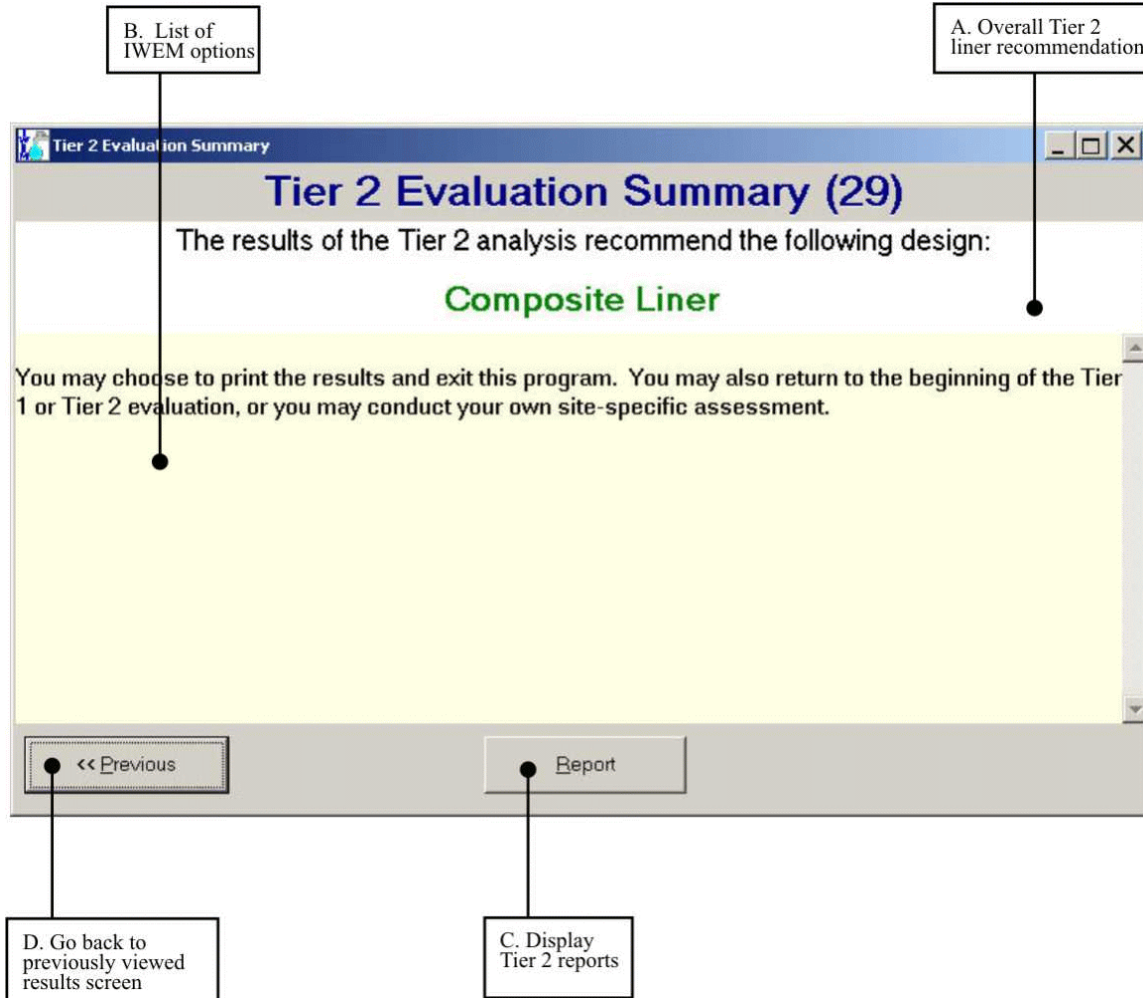 B. List of
IWEM options
A. Overall Tier 2
liner recommendation
Tier 2 Evaluation Summary
Tier 2 Evaluation Summary (29)
The results of the Tier 2 analysis recommend the following design:
Composite Liner
You may choose to print the results and exit this program. You may also return to the beginning of the Tier
1 or Tier 2 evaluation, or you may conduct your own site-specific assessment.
<< Previous
Report
D. Go back to
previously viewed
results screen
C. Display
Tier 2 reports